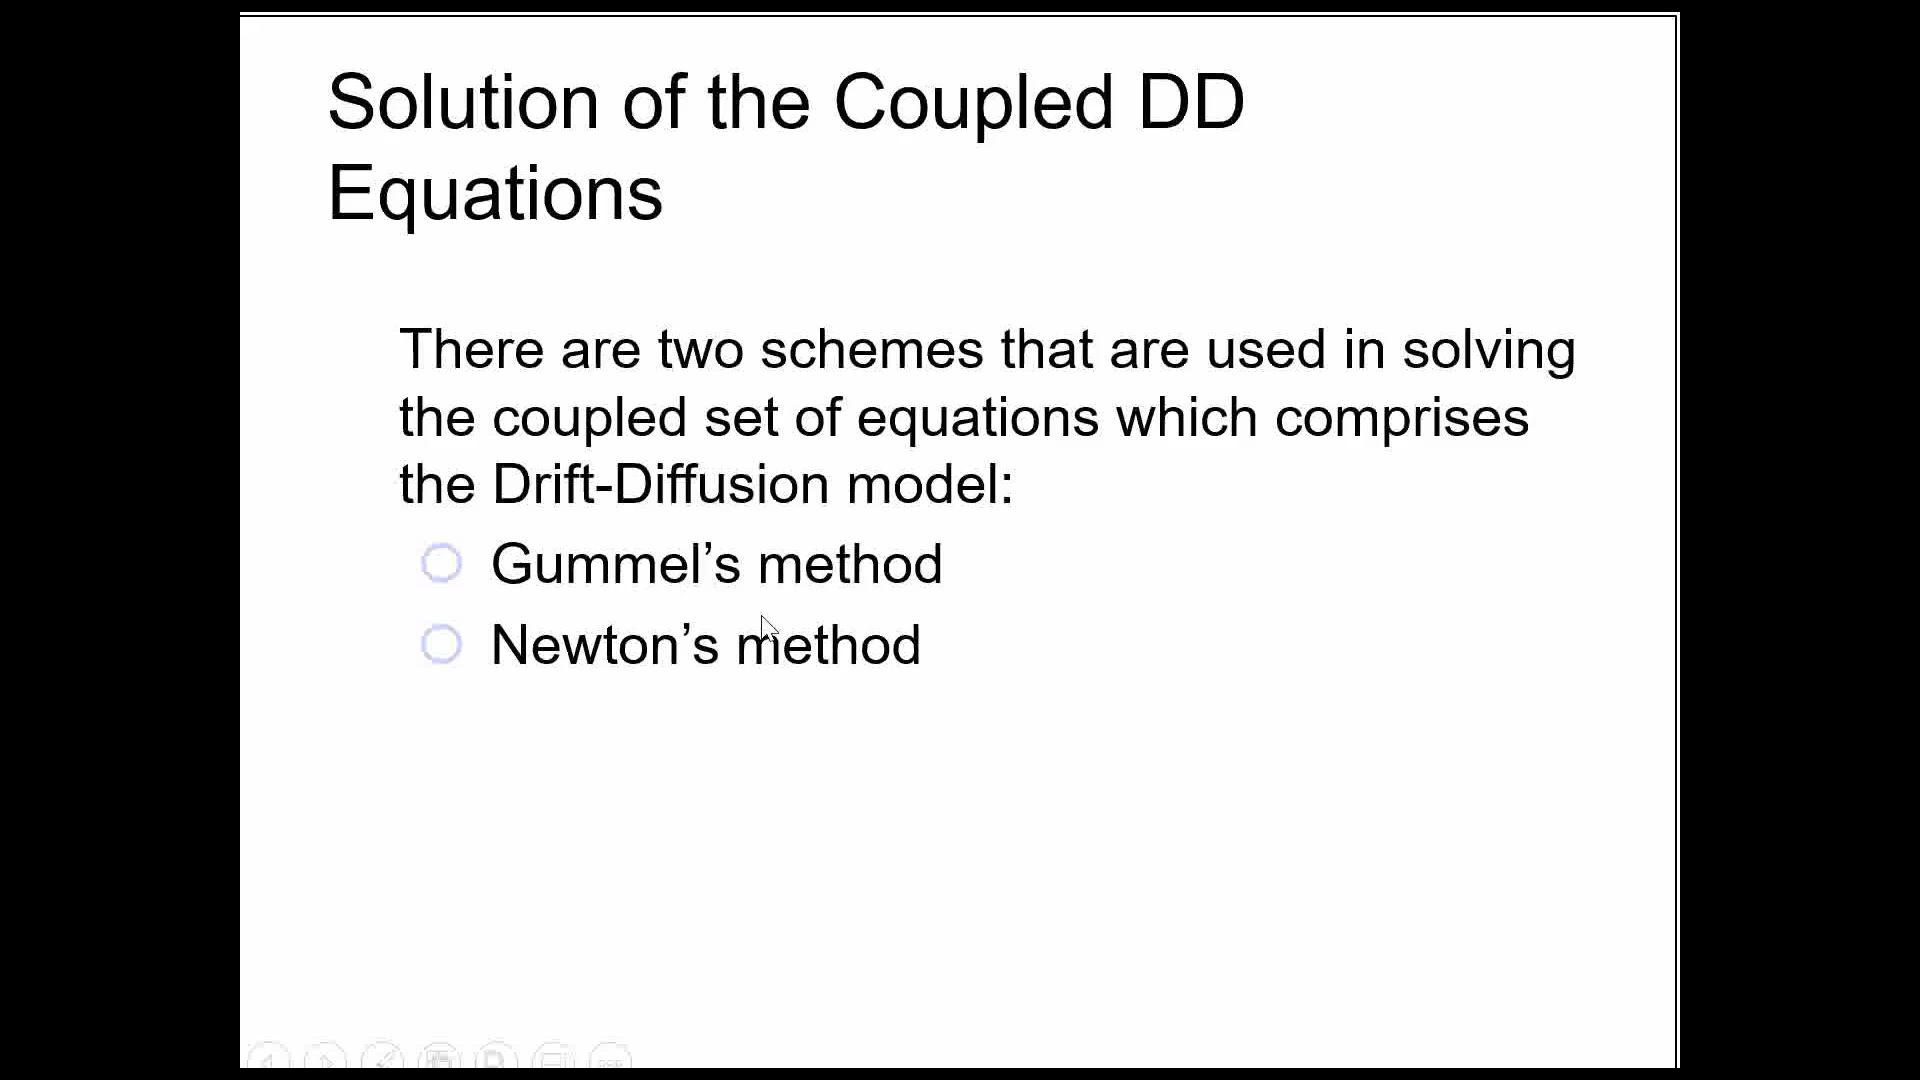 Solution of the Coupled DD
Equations
There are two schemes that are used in solving
the coupled set of equations which comprises
the Drift-Diffusion model:
Gummel’s method
Newton’s method